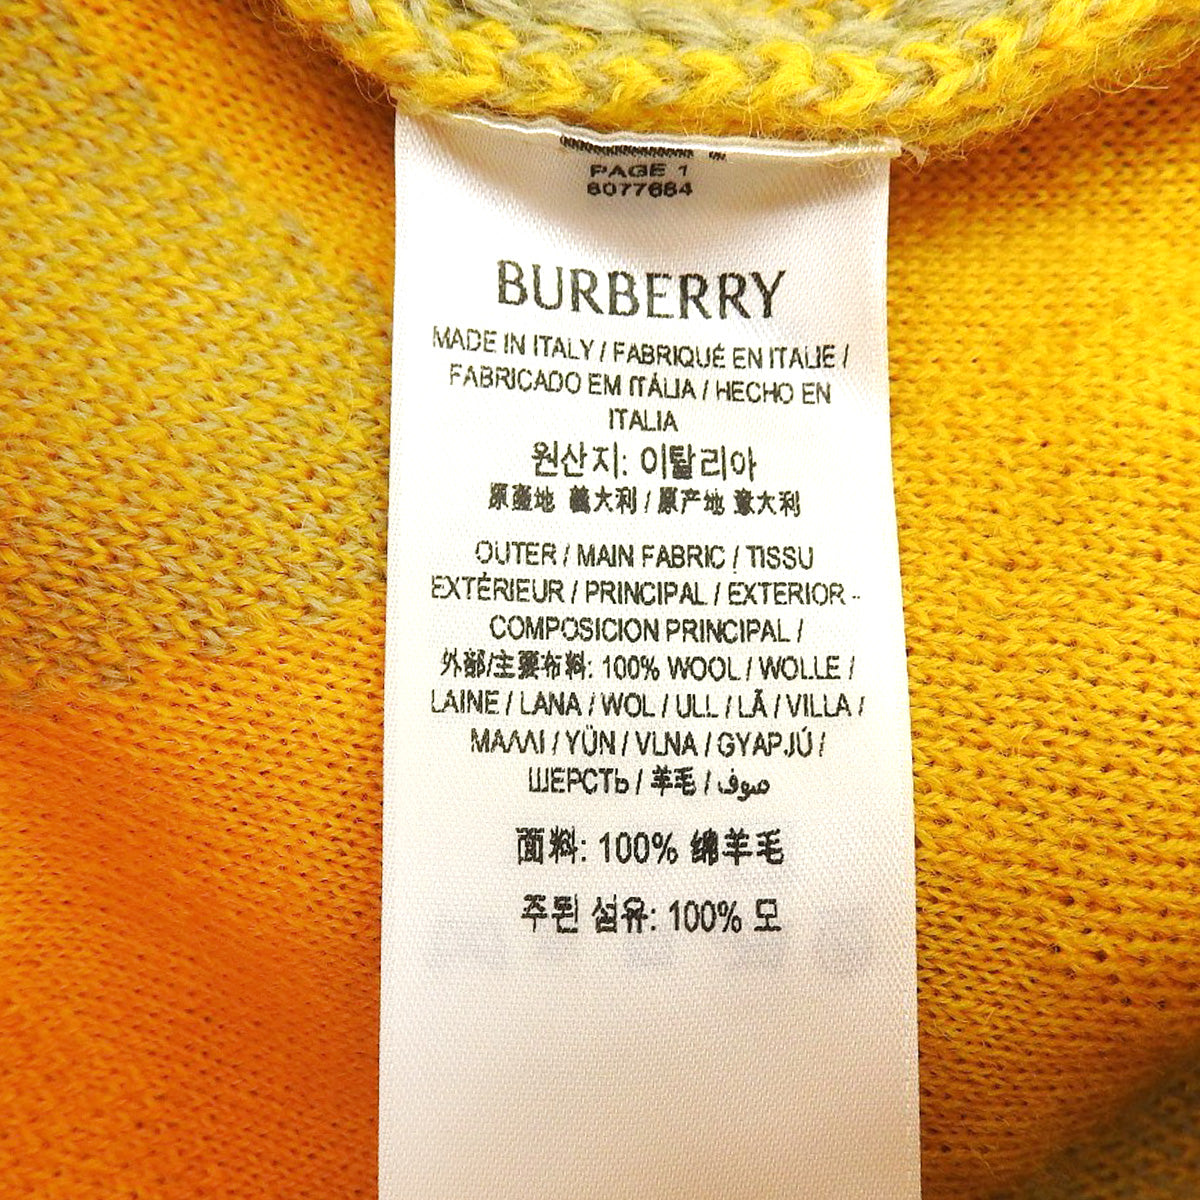 PAGE 1
8077684
BURBERRY
MADE IN ITALY / FABRIQUÉ EN ITALIE /
FABRICADO EM ITÁLIA / HECHO EN
ITALIA
원산지: 이탈리아
原產地 義大利 / 原产地 意大利
OUTER / MAIN FABRIC / TISSU
EXTÉRIEUR / PRINCIPAL / EXTERIOR -
COMPOSICION PRINCIPAL /
外部/主要布料: 100% WOOL / WOLLE /
LAINE / LANA / WOL / ULL / LÃ / VILLA /
ΜΑΛΛΙ / YÜN / VLNA / GYAPJÚ /
ШЕРСТЬ / 羊毛 / صوف
面料: 100% 绵羊毛
주된 섬유: 100% 모